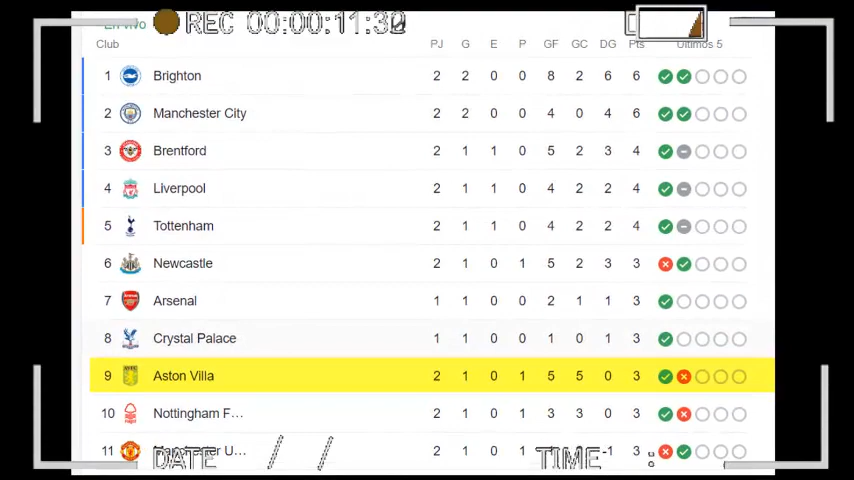 En vivo REC 00:00:11:32
Club PJ G E P GF GC DG Pts Últimos 5
1 Brighton 2 2 0 0 8 2 6 6
2 Manchester City 2 2 0 0 4 0 4 6
3 Brentford 2 1 1 0 5 2 3 4
4 Liverpool 2 1 1 0 4 2 2 4
5 Tottenham 2 1 1 0 4 2 2 4
6 Newcastle 2 1 0 1 5 2 3 3
7 Arsenal 1 1 0 0 2 1 1 3
8 Crystal Palace 1 1 0 0 1 0 1 3
9 Aston Villa 2 1 0 1 5 5 0 3
10 Nottingham F... 2 1 0 1 3 3 0 3
11 U... 2 1 0 1 -1 3
DATE / / TIME :